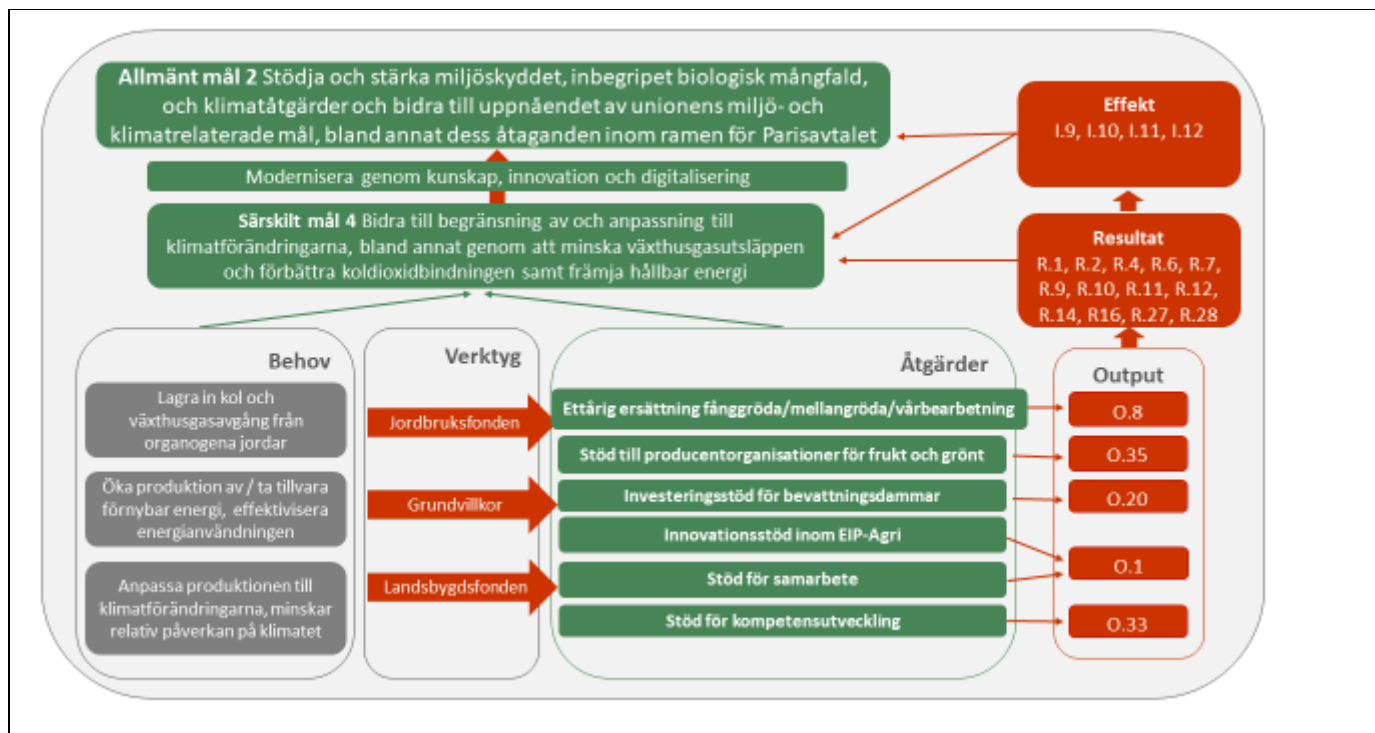 Allmänt mål 2 Stödja och stärka miljöskyddet, inbegripet biologisk mångfald,
och klimatåtgärder och bidra till uppnåendet av unionens miljö- och
klimatrelaterade mål, bland annat dess åtaganden inom ramen för Parisavtalet
Modernisera genom kunskap, innovation och digitalisering
Särskilt mål 4 Bidra till begränsning av och anpassning till
klimatförändringarna, bland annat genom att minska växthusgasutsläppen
och förbättra koldioxidbindningen samt främja hållbar energi
Effekt
I.9, I.10, I.11, I.12
Resultat
R.1, R.2, R.4, R.6, R.7,
R.9, R.10, R.11, R.12,
R.14, R16, R.27, R.28
Behov
Lagra in kol och
växthusgasavgång från
organogena jordar
Öka produktion av / ta tillvara
förnybar energi, effektivisera
energianvändningen
Anpassa produktionen till
klimatförändringarna, minskar
relativ påverkan på klimatet
Verktyg
Jordbruksfonden
Grundvillkor
Landsbygdsfonden
Åtgärder
Ettårig ersättning fånggröda/mellangröda/vårbearbetning
Stöd till producentorganisationer för frukt och grönt
Investeringsstöd för bevattningsdammar
Innovationsstöd inom EIP-Agri
Stöd för samarbete
Stöd för kompetensutveckling
Output
O.8
O.35
O.20
O.1
O.33